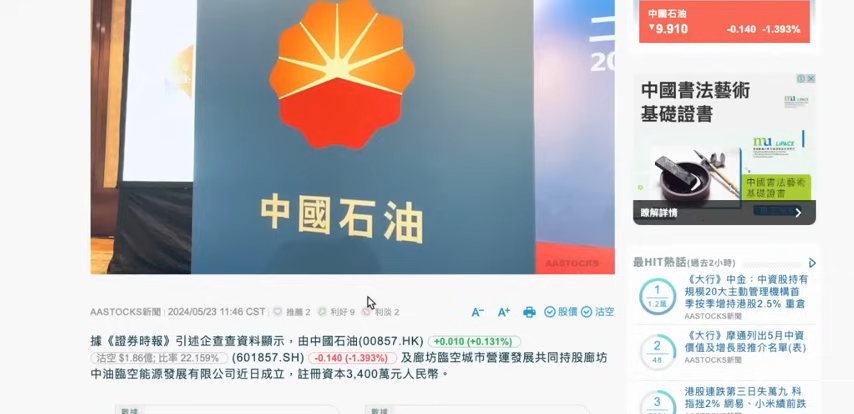 中國石油
AASTOCKS
AASTOCKS新聞 | 2024/05/23 11:46 CST | 推薦 2 利好 9 利淡 2
A⁻ A⁺ 股價 沽空
據《證券時報》引述企查查資料顯示，由中國石油(00857.HK) +0.010 (+0.131%)
沽空 $1.86億; 比率 22.159% (601857.SH) -0.140 (-1.393%) 及廊坊臨空城市營運發展共同持股廊坊
中油臨空能源發展有限公司近日成立，註冊資本3,400萬元人民幣。
中國石油
▼9.910 -0.140 -1.393%
中國書法藝術
基礎證書
mu LiPACE
mu LiPACE
中國書法藝術
基礎證書
瞭解詳情
最HIT熱話(過去2小時)
1
1.2萬
《大行》中金：中資股持有
規模20大主動管理機構首
季按季增持港股2.5% 重倉
AASTOCKS新聞
2
48
《大行》摩通列出5月中資
價值及增長股推介名單(表)
AASTOCKS新聞
3
港股連跌第三日失萬九 科
指挫2% 網易、小米績前跌